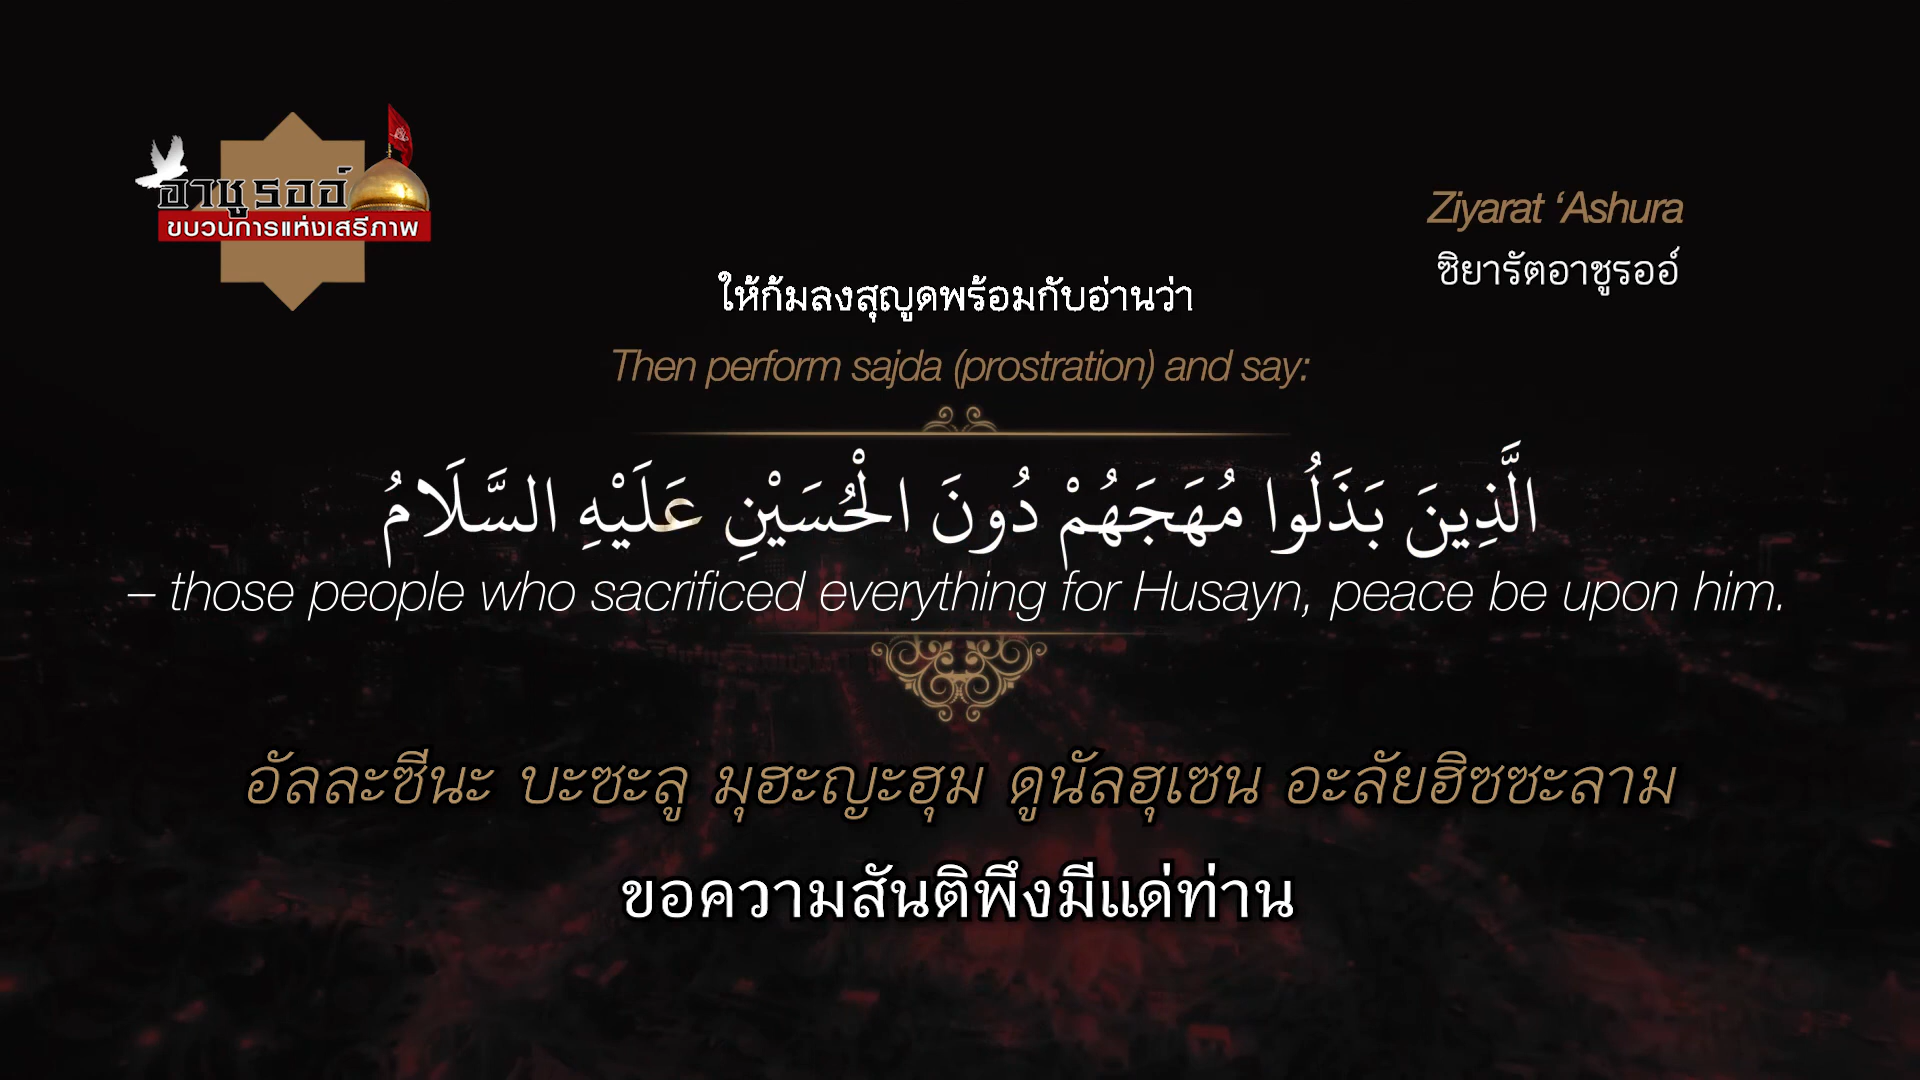 อาชูรออ์
ขบวนการแห่งเสรีภาพ
Ziyarat ‘Ashura
ซิยารัตอาชูรออ์
ให้ก้มลงสุญูดพร้อมกับอ่านว่า
Then perform sajda (prostration) and say:
الَّذِينَ بَذَلُوا مُهَجَهُمْ دُونَ الْحُسَيْنِ عَلَيْهِ السَّلَامُ
– those people who sacrificed everything for Husayn, peace be upon him.
อัลละซีนะ บะซะลู มุฮะญะฮุม ดูนัลฮุเซน อะลัยฮิซซะลาม
ขอความสันติพึงมีแด่ท่าน